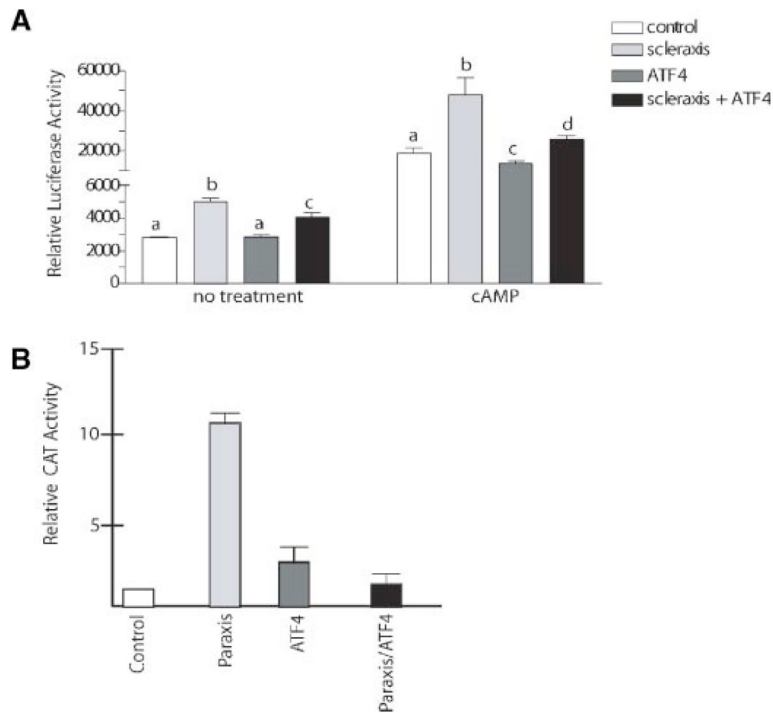 A
control
scleraxis
ATF4
scleraxis + ATF4
Relative Luciferase Activity
60000
40000
20000
6000
4000
2000
0
a
b
a
c
a
b
c
d
no treatment
cAMP
B
Relative CAT Activity
15
10
5
Control
Paraxis
ATF4
Paraxis/ATF4